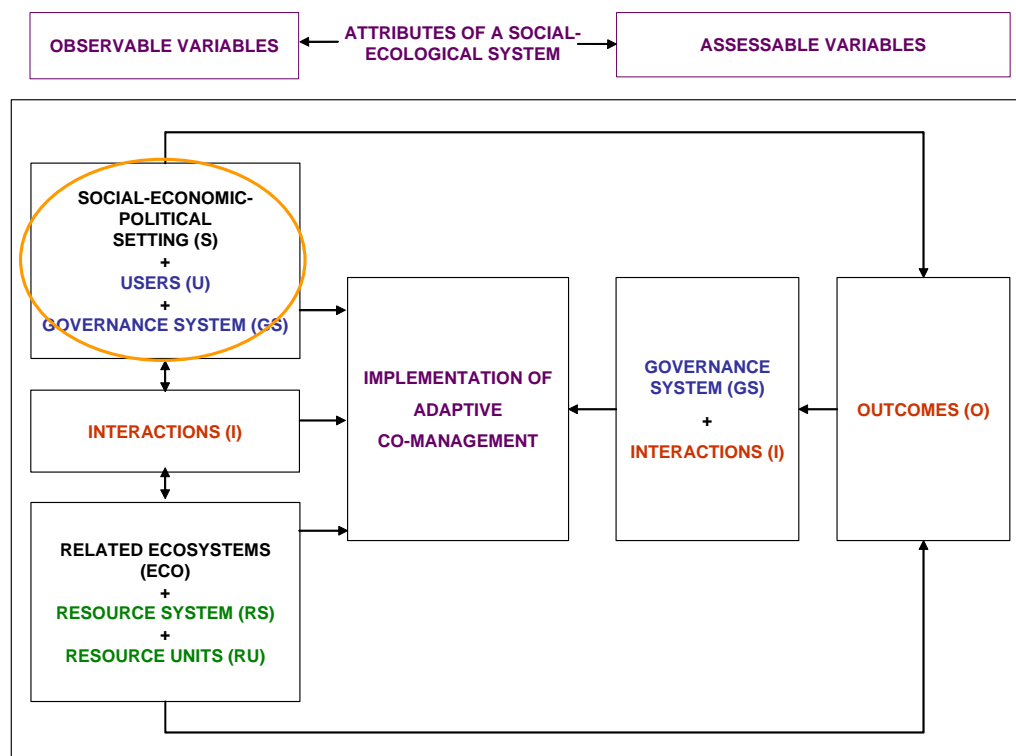 OBSERVABLE VARIABLES
ATTRIBUTES OF A SOCIAL-
ECOLOGICAL SYSTEM
ASSESSABLE VARIABLES
SOCIAL-ECONOMIC-
POLITICAL
SETTING (S)
+
USERS (U)
+
GOVERNANCE SYSTEM (GS)
INTERACTIONS (I)
RELATED ECOSYSTEMS
(ECO)
+
RESOURCE SYSTEM (RS)
+
RESOURCE UNITS (RU)
IMPLEMENTATION OF
ADAPTIVE
CO-MANAGEMENT
GOVERNANCE
SYSTEM (GS)
+
INTERACTIONS (I)
OUTCOMES (O)